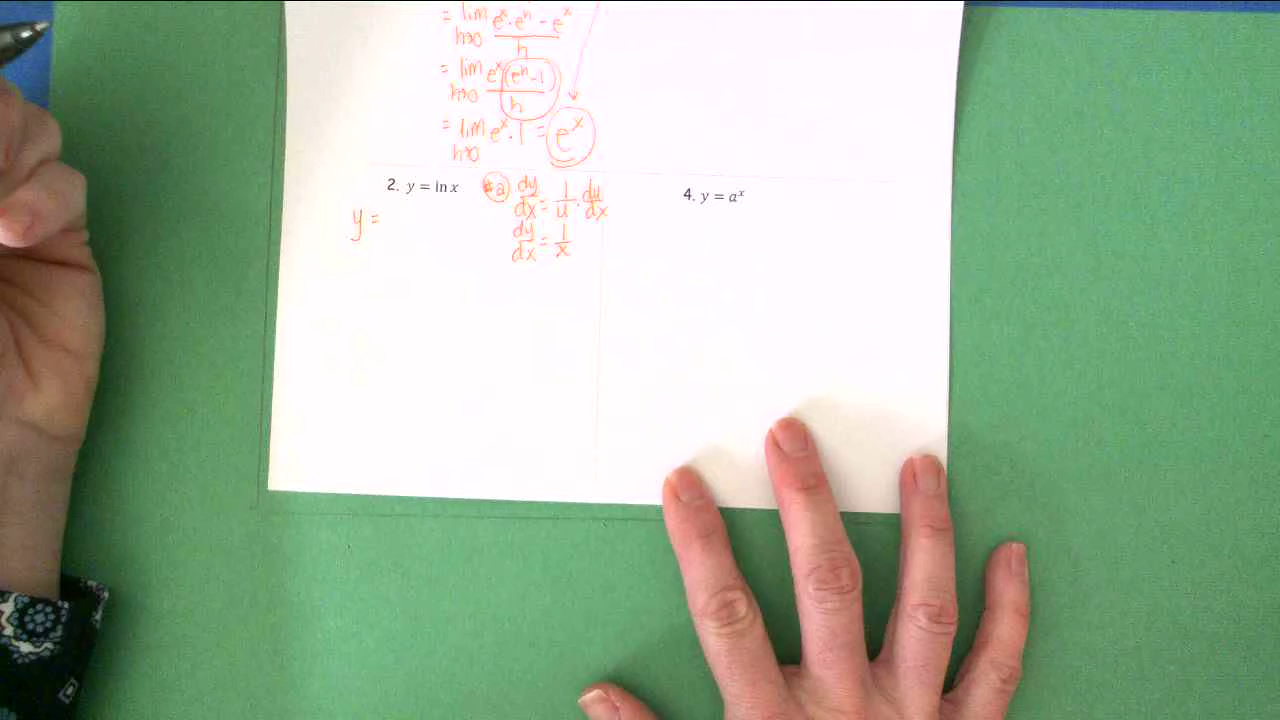 = lim h→0 (e^x · e^h − e^x)/h
= lim h→0 e^x (e^h − 1)/h
= lim h→0 e^x · 1 = e^x
2. y = ln x
a dy/dx = 1/u · du/dx
dy/dx = 1/x
y =
4. y = a^x